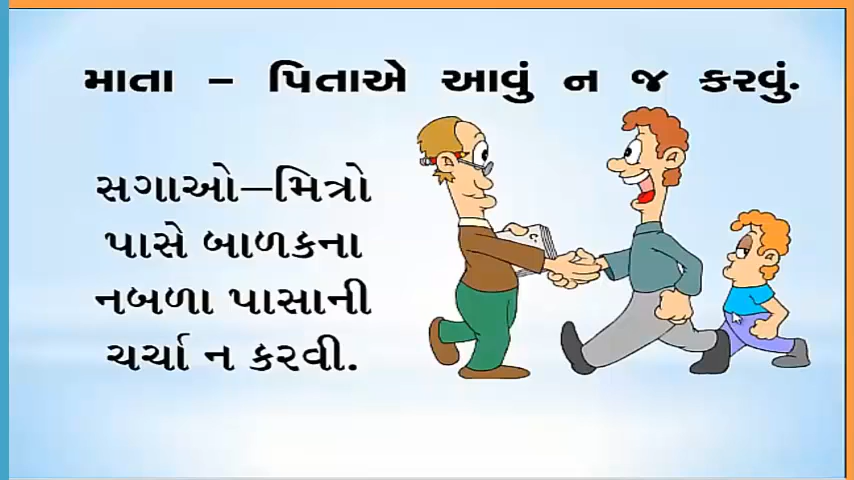 માતા – પિતાએ આવું ન જ કરવું.
સગાઓ–મિત્રો
પાસે બાળકના
નબળા પાસાની
ચર્ચા ન કરવી.